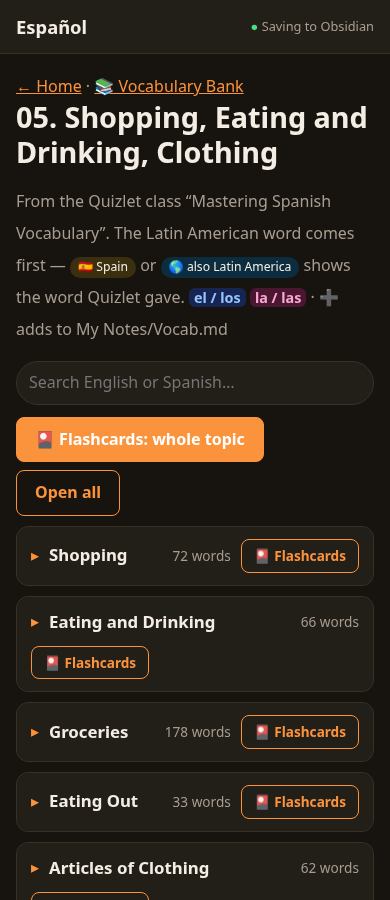 Español
● Saving to Obsidian
← Home · 📚 Vocabulary Bank
05. Shopping, Eating and
Drinking, Clothing
From the Quizlet class “Mastering Spanish
Vocabulary”. The Latin American word comes
first — 🇪🇸 Spain or 🌎 also Latin America shows
the word Quizlet gave. el / los la / las · ➕
adds to My Notes/Vocab.md
Search English or Spanish...
🎴 Flashcards: whole topic
Open all
▸ Shopping 72 words 🎴 Flashcards
▸ Eating and Drinking 66 words
🎴 Flashcards
▸ Groceries 178 words 🎴 Flashcards
▸ Eating Out 33 words 🎴 Flashcards
▸ Articles of Clothing 62 words